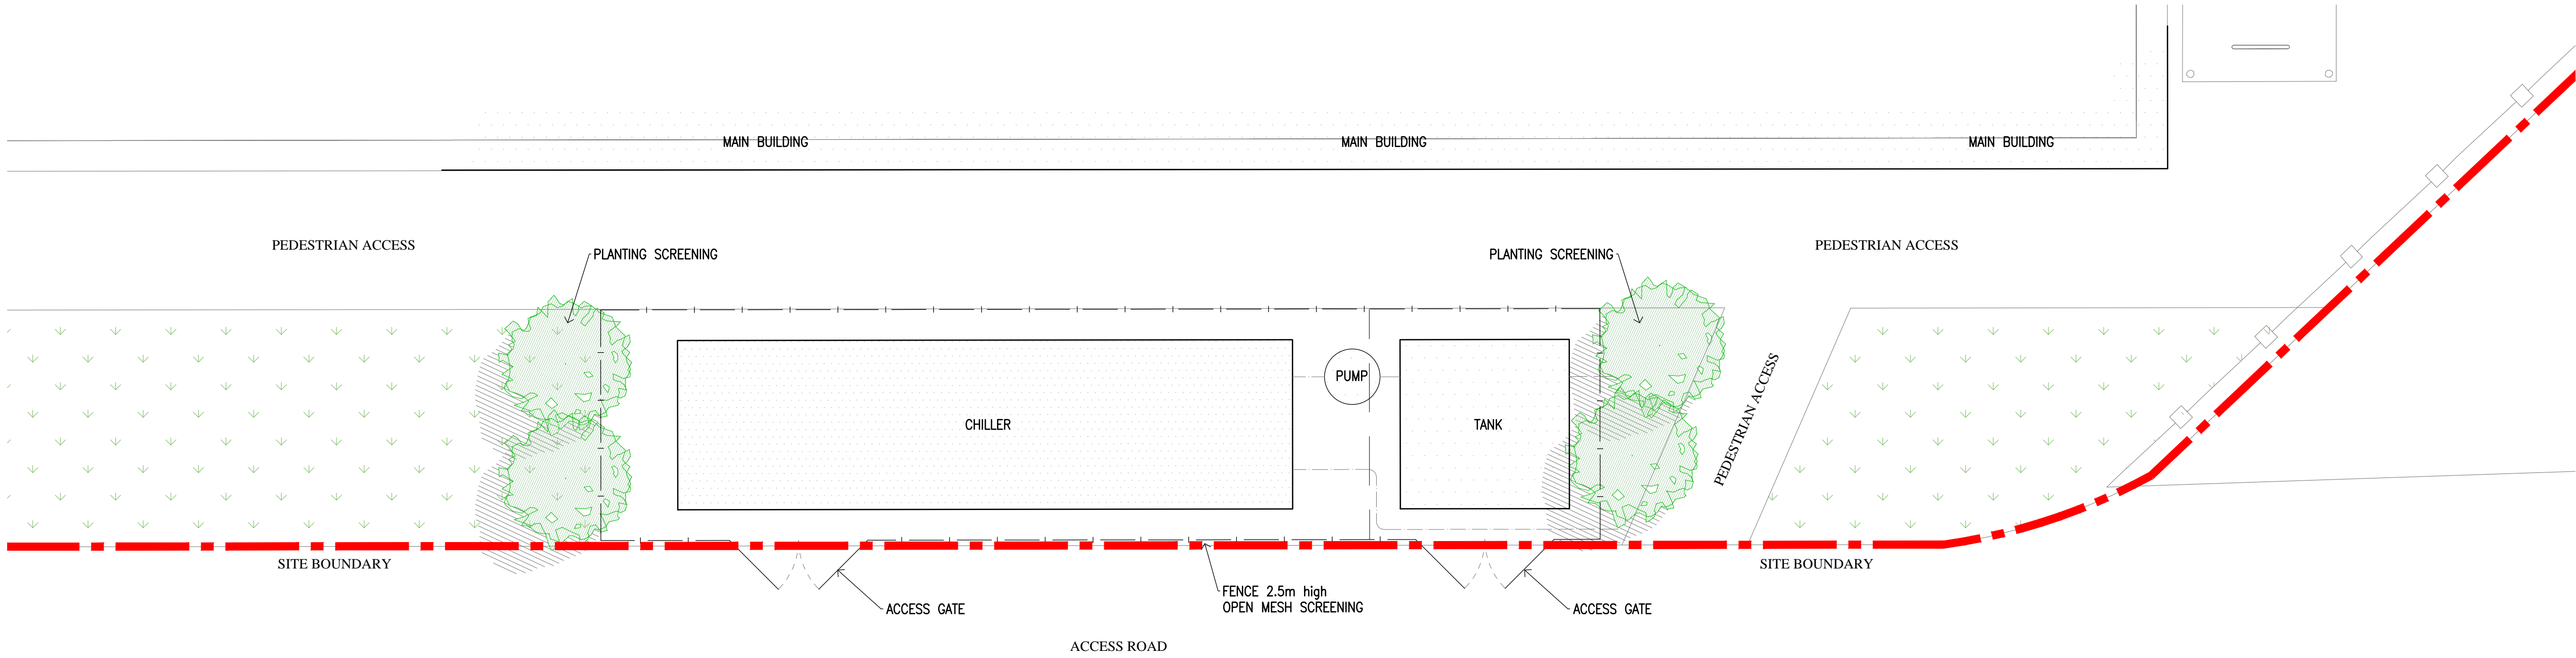 MAIN BUILDING
MAIN BUILDING
MAIN BUILDING
PEDESTRIAN ACCESS
PLANTING SCREENING
PLANTING SCREENING
PEDESTRIAN ACCESS
PUMP
CHILLER
TANK
PEDESTRIAN ACCESS
SITE BOUNDARY
SITE BOUNDARY
FENCE 2.5m high
OPEN MESH SCREENING
ACCESS GATE
ACCESS GATE
ACCESS ROAD